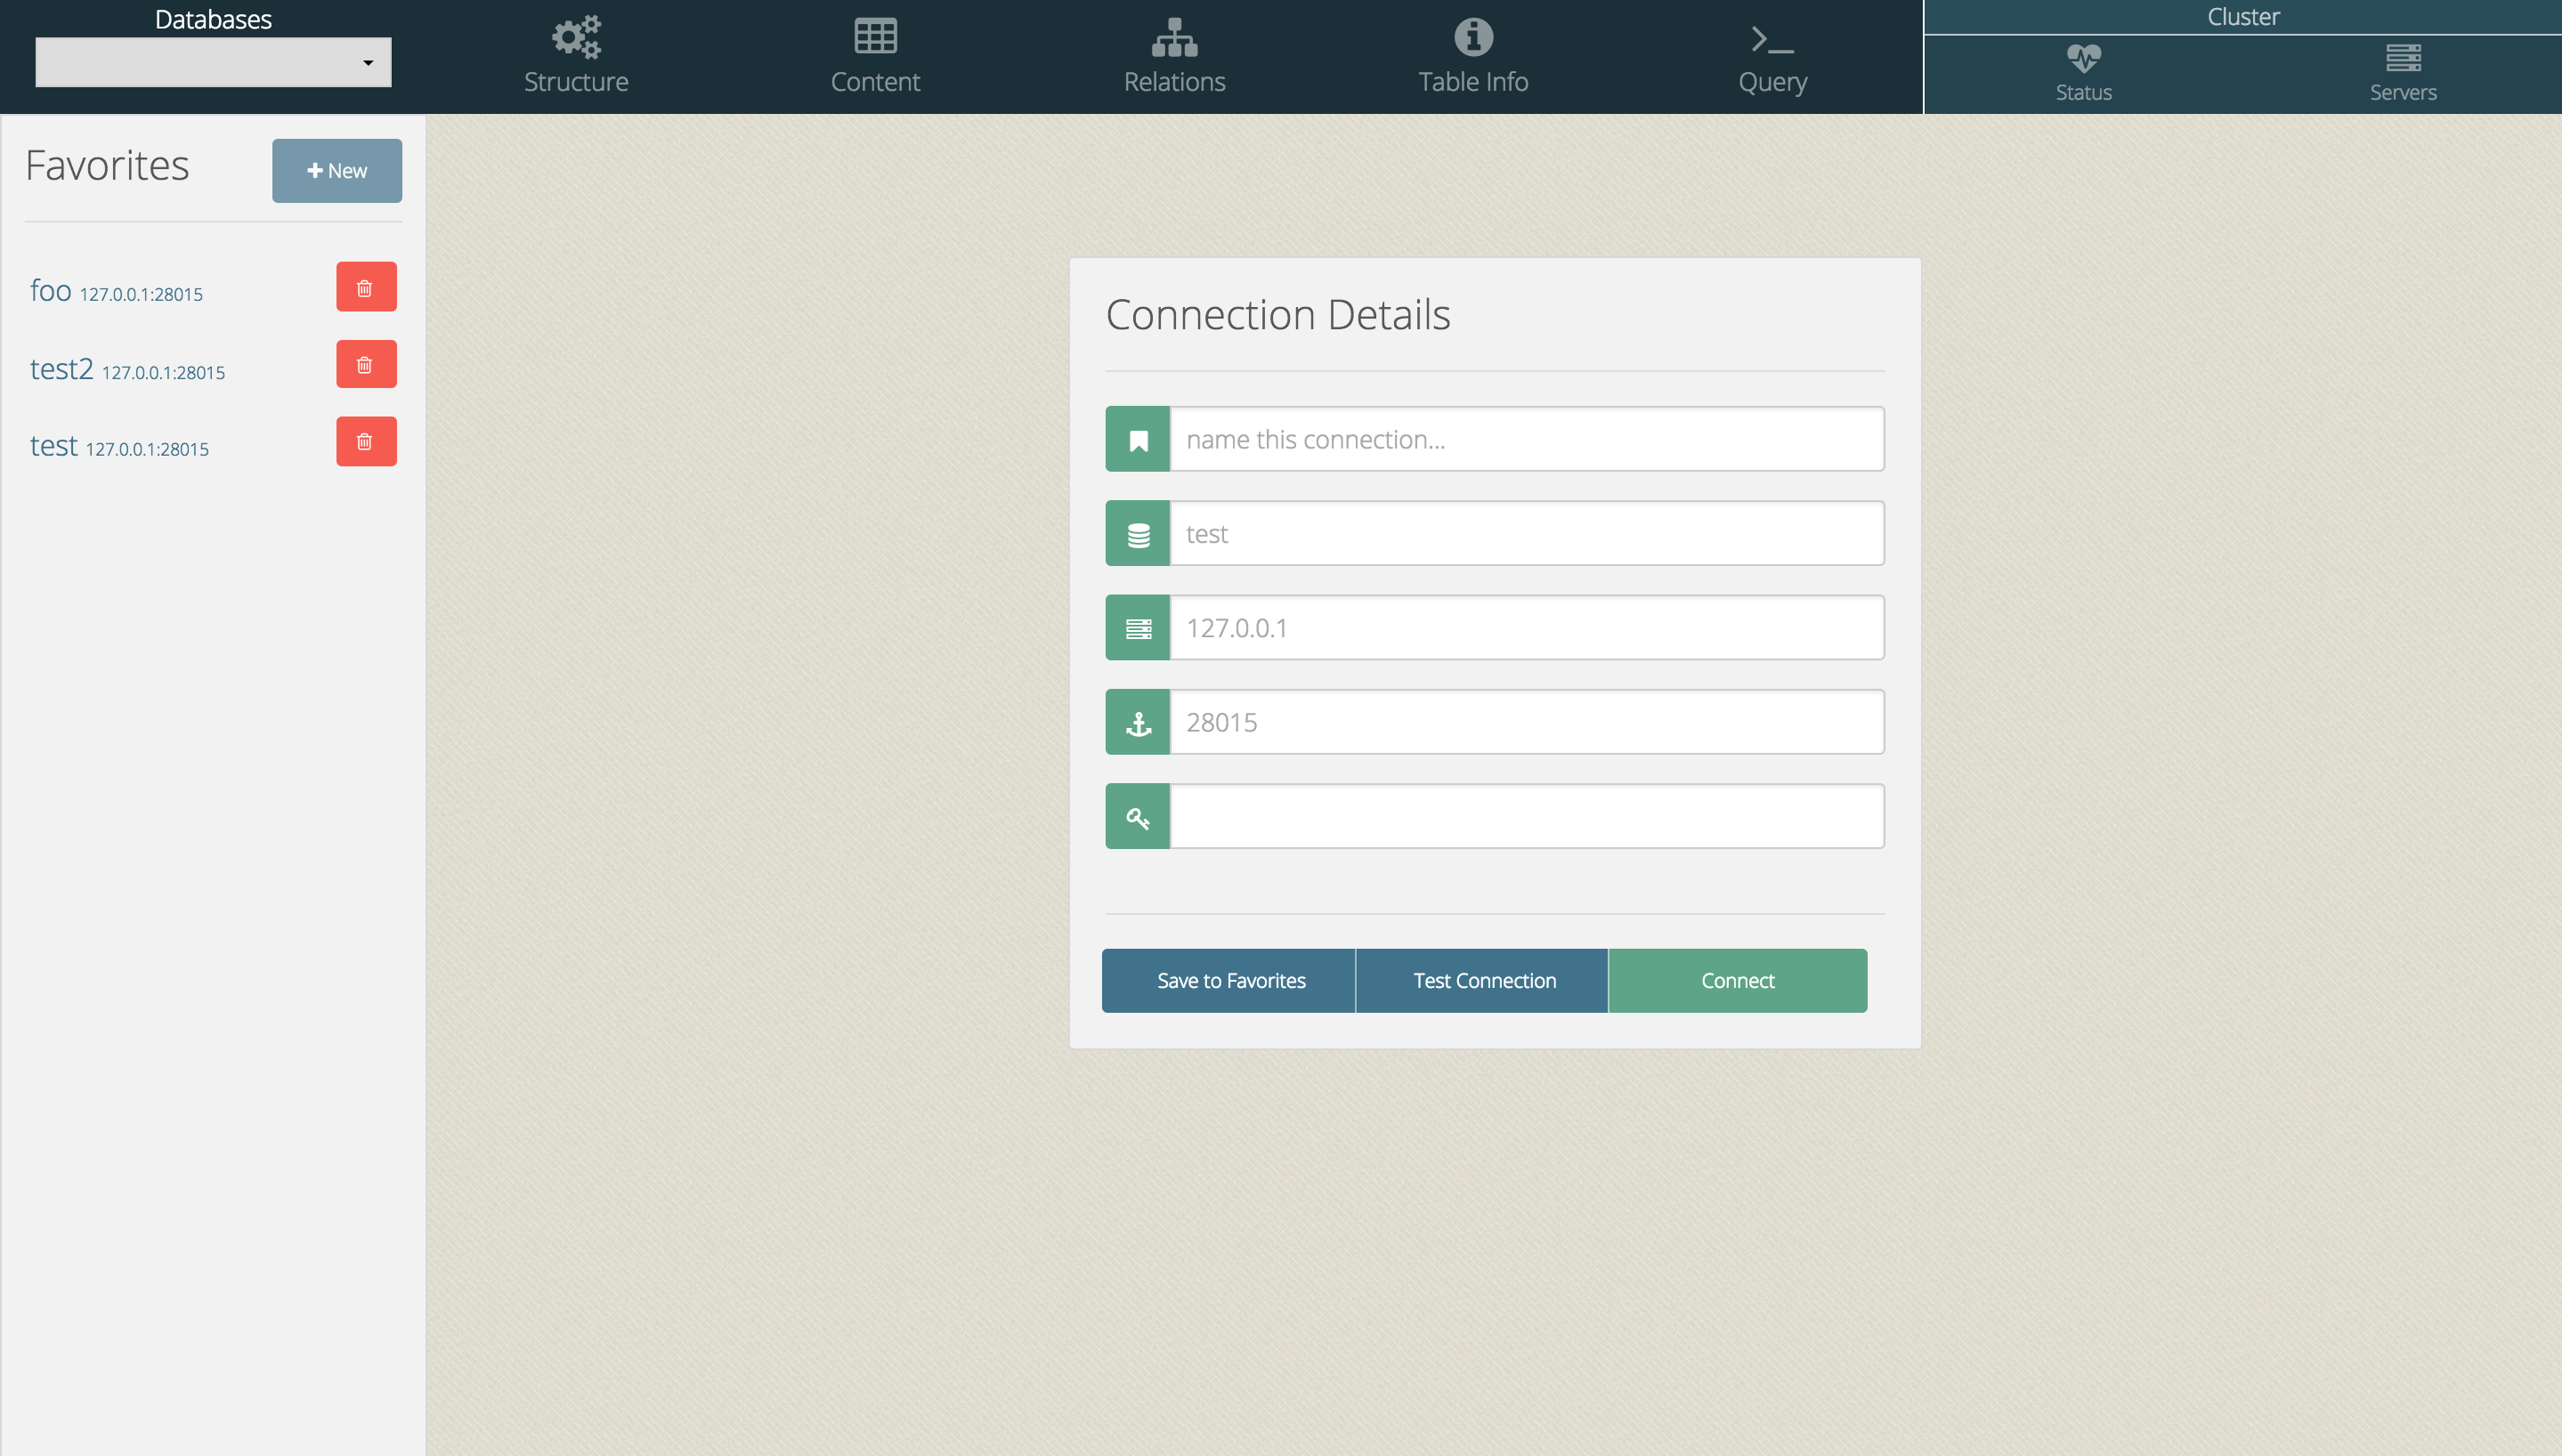 Databases
Structure
Content
Relations
Table Info
Query
Cluster
Status
Servers
Favorites
New
foo 127.0.0.1:28015
test2 127.0.0.1:28015
test 127.0.0.1:28015
Connection Details
name this connection...
test
127.0.0.1
28015
Save to Favorites
Test Connection
Connect